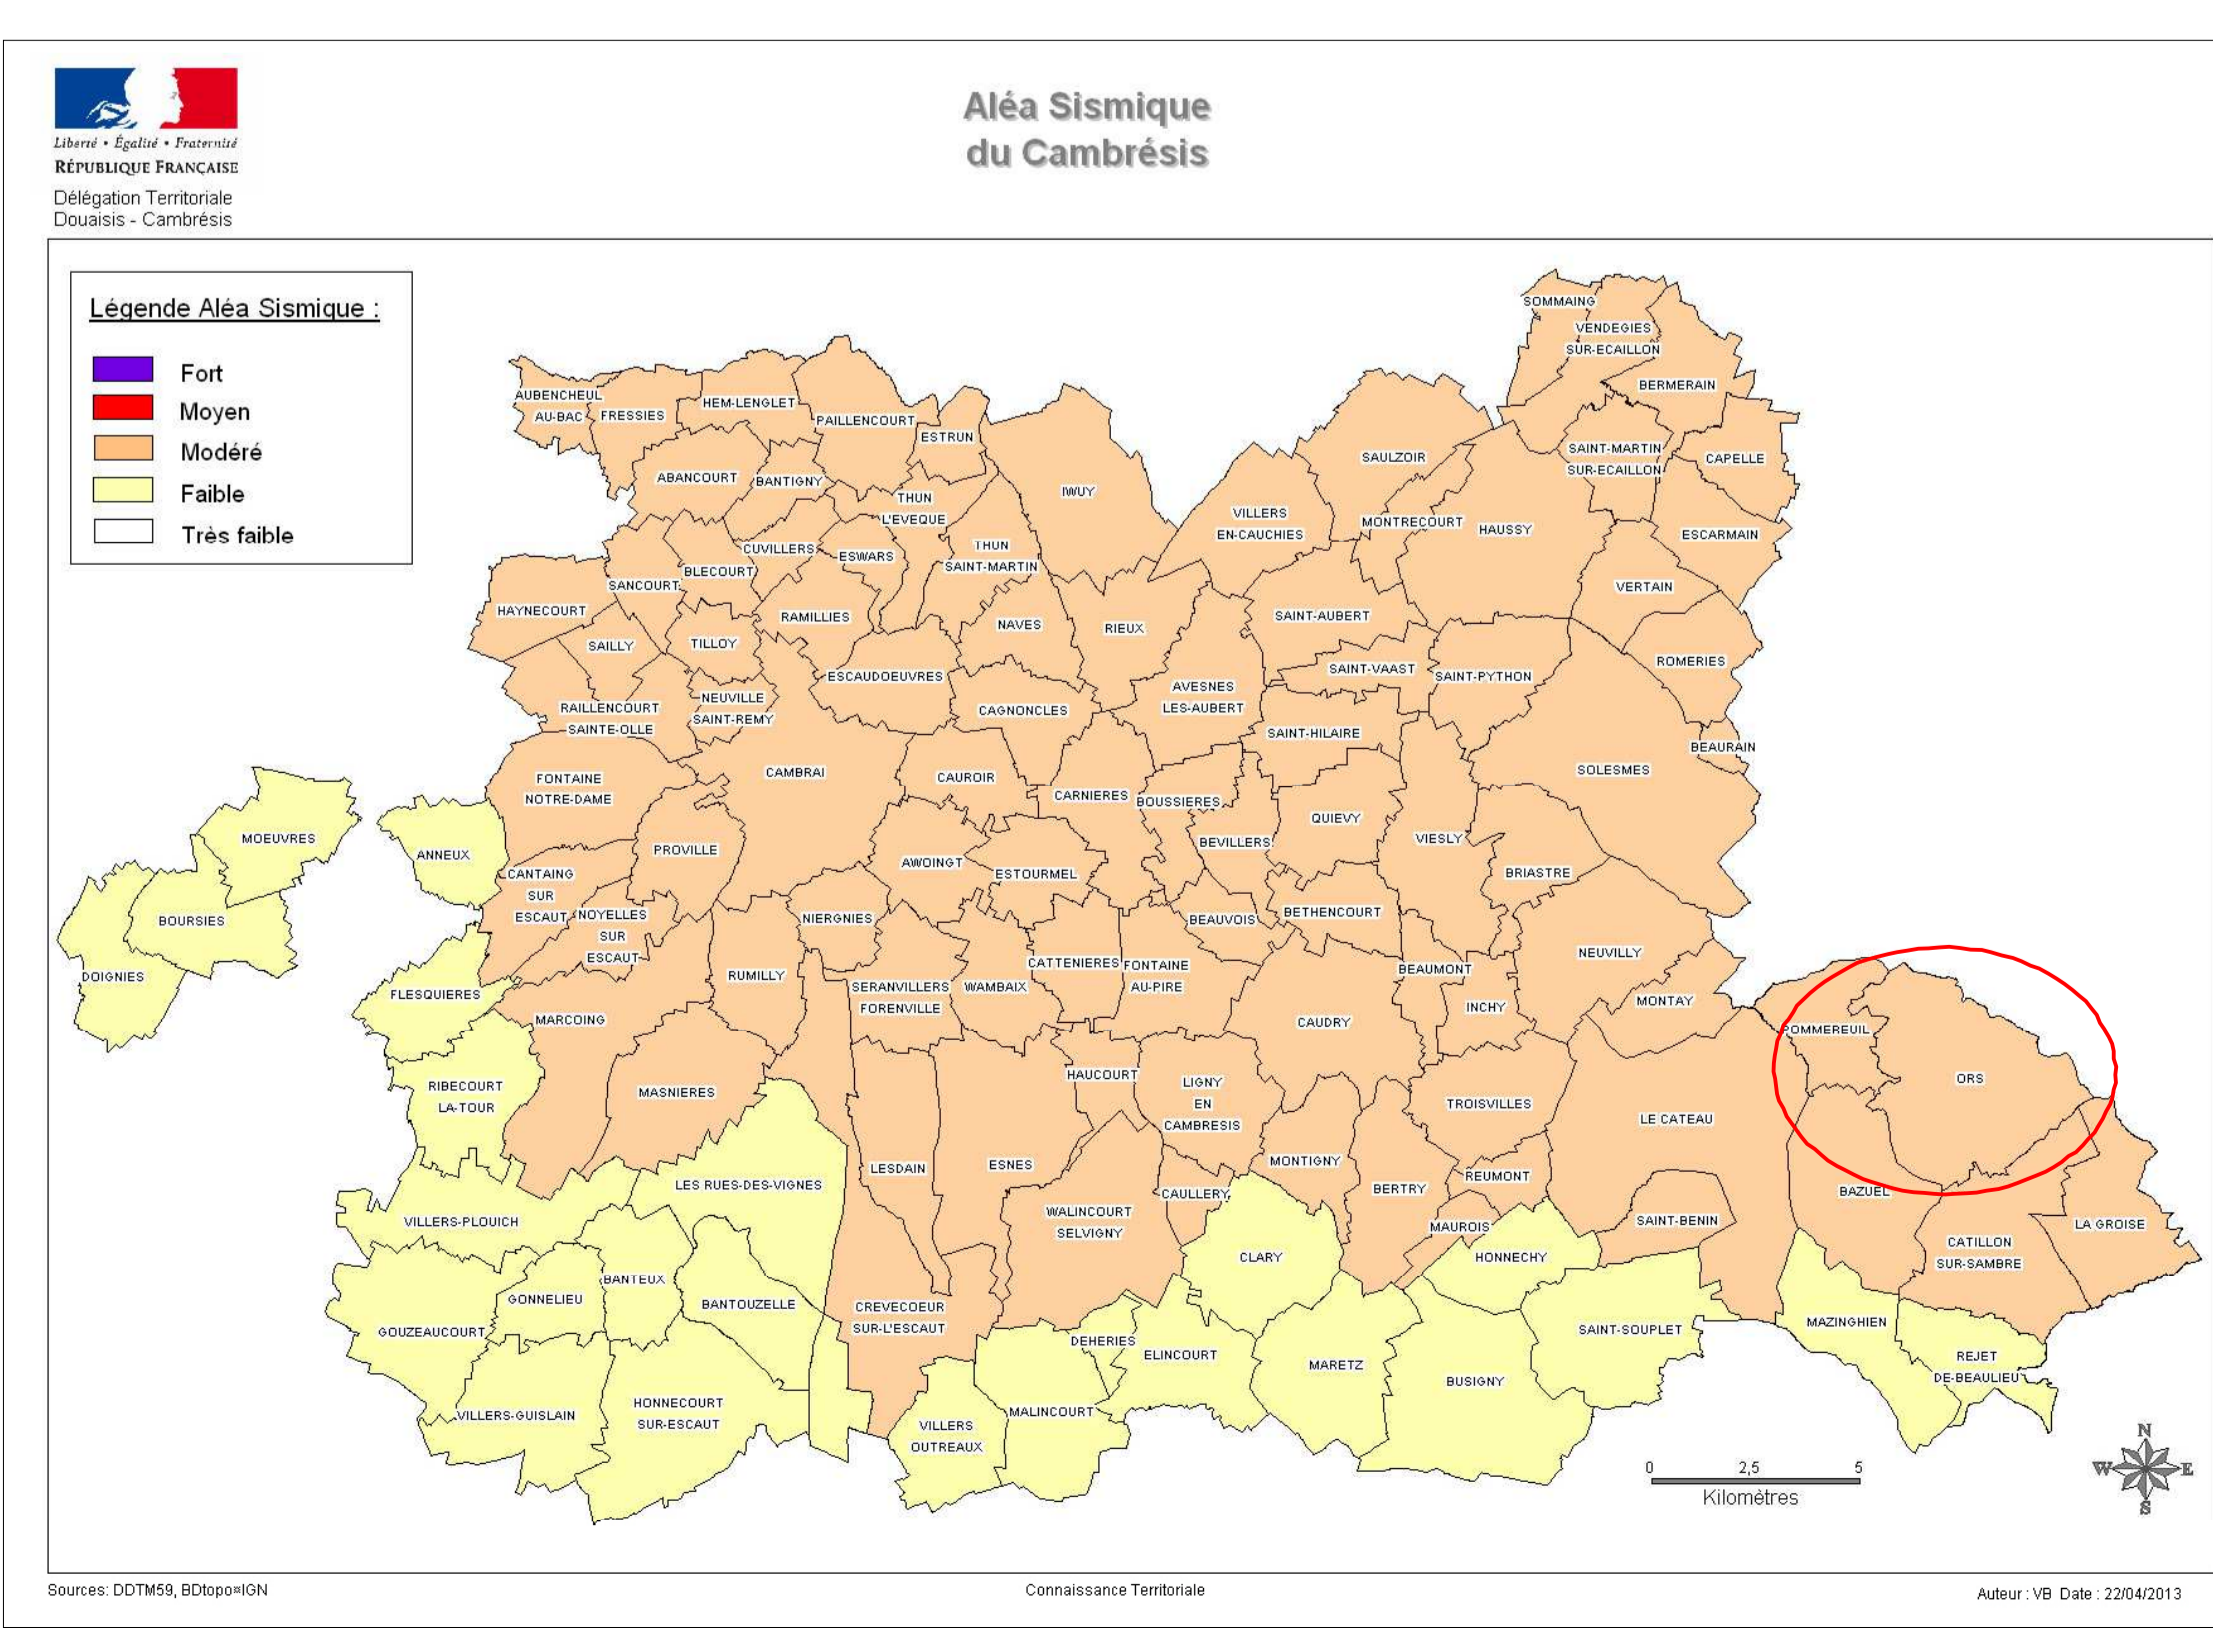 Aléa Sismique
du Cambrésis
Liberté • Égalité • Fraternité
RÉPUBLIQUE FRANÇAISE
Délégation Territoriale
Douaisis - Cambrésis
Légende Aléa Sismique :
Fort
Moyen
Modéré
Faible
Très faible
SOMMAING
VENDEGIES
SUR-ECAILLON
BERMERAIN
AUBENCHEUL
AU-BAC
FRESSIES
HEM-LENGLET
PAILLENCOURT
ESTRUN
SAINT-MARTIN
SUR-ECAILLON
CAPELLE
SAULZOIR
ABANCOURT
BANTIGNY
IWUY
THUN
L'EVEQUE
VILLERS
EN-CAUCHIES
MONTRECOURT
HAUSSY
ESCARMAIN
CUVILLERS
ESWARS
THUN
SAINT-MARTIN
BLECOURT
SANCOURT
VERTAIN
HAYNECOURT
RAMILLIES
NAVES
RIEUX
SAINT-AUBERT
SAILLY
TILLOY
ROMERIES
SAINT-VAAST
SAINT-PYTHON
ESCAUDOEUVRES
AVESNES
LES-AUBERT
NEUVILLE
SAINT-REMY
RAILLENCOURT
SAINTE-OLLE
CAGNONCLES
SAINT-HILAIRE
BEAURAIN
CAMBRAI
SOLESMES
FONTAINE
NOTRE-DAME
CAUROIR
CARNIERES
BOUSSIERES
QUIEVY
MOEUVRES
VIESLY
BEVILLERS
PROVILLE
ANNEUX
AWOINGT
ESTOURMEL
BRIASTRE
CANTAING
SUR
ESCAUT
NOYELLES
SUR
ESCAUT
BOURSIES
NIERGNIES
BEAUVOIS
BETHENCOURT
NEUVILLY
DOIGNIES
RUMILLY
CATTENIERES
FONTAINE
AU-PIRE
BEAUMONT
FLESQUIERES
SERANVILLERS
FORENVILLE
WAMBAIX
INCHY
MONTAY
MARCOING
CAUDRY
POMMEREUIL
HAUCOURT
ORS
RIBECOURT
LA-TOUR
MASNIERES
LIGNY
EN
CAMBRESIS
TROISVILLES
LE CATEAU
LESDAIN
ESNES
MONTIGNY
REUMONT
LES RUES-DES-VIGNES
CAULLERY
BERTRY
BAZUEL
VILLERS-PLOUICH
WALINCOURT
SELVIGNY
MAUROIS
SAINT-BENIN
LA GROISE
CLARY
HONNECHY
CATILLON
SUR-SAMBRE
BANTEUX
GONNELIEU
BANTOUZELLE
CREVECOEUR
SUR-L'ESCAUT
GOUZEAUCOURT
MAZINGHIEN
SAINT-SOUPLET
DEHERIES
ELINCOURT
MARETZ
REJET
DE-BEAULIEU
BUSIGNY
HONNECOURT
SUR-ESCAUT
VILLERS-GUISLAIN
MALINCOURT
VILLERS
OUTREAUX
0 2,5 5
Kilomètres
N
W E
S
Sources: DDTM59, BDtopo¤IGN
Connaissance Territoriale
Auteur : VB Date : 22/04/2013